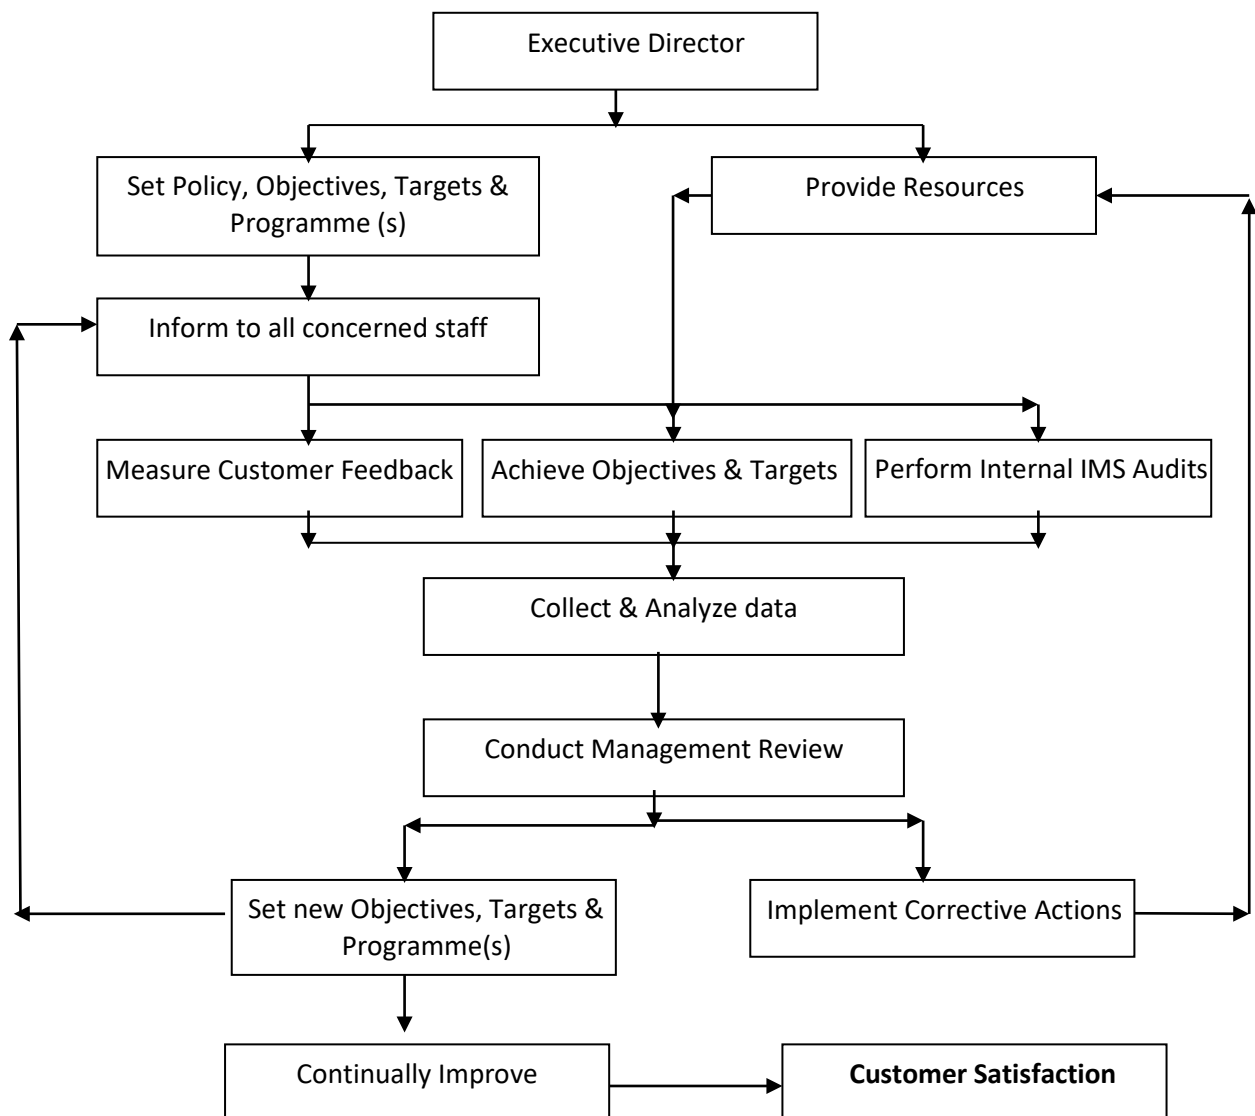 Executive Director
Set Policy, Objectives, Targets &
Programme (s)
Provide Resources
Inform to all concerned staff
Measure Customer Feedback
Achieve Objectives & Targets
Perform Internal IMS Audits
Collect & Analyze data
Conduct Management Review
Set new Objectives, Targets &
Programme(s)
Implement Corrective Actions
Continually Improve
Customer Satisfaction